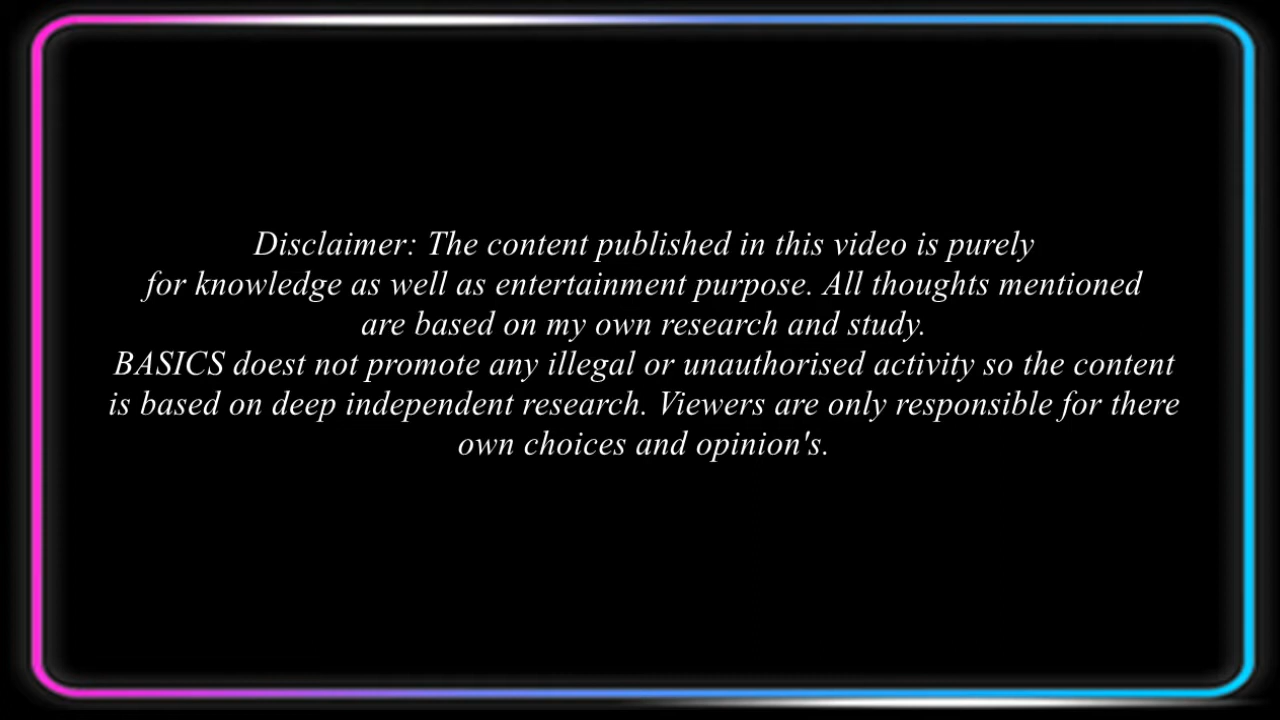 Disclaimer: The content published in this video is purely
for knowledge as well as entertainment purpose. All thoughts mentioned
are based on my own research and study.
BASICS doest not promote any illegal or unauthorised activity so the content
is based on deep independent research. Viewers are only responsible for there
own choices and opinion's.